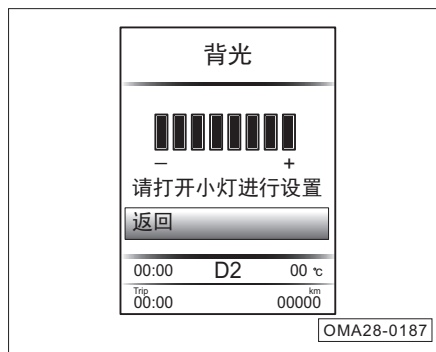 背光
– +
请打开小灯进行设置
返回
00:00 D2 00 ℃
Trip km
00:00 00000
OMA28-0187